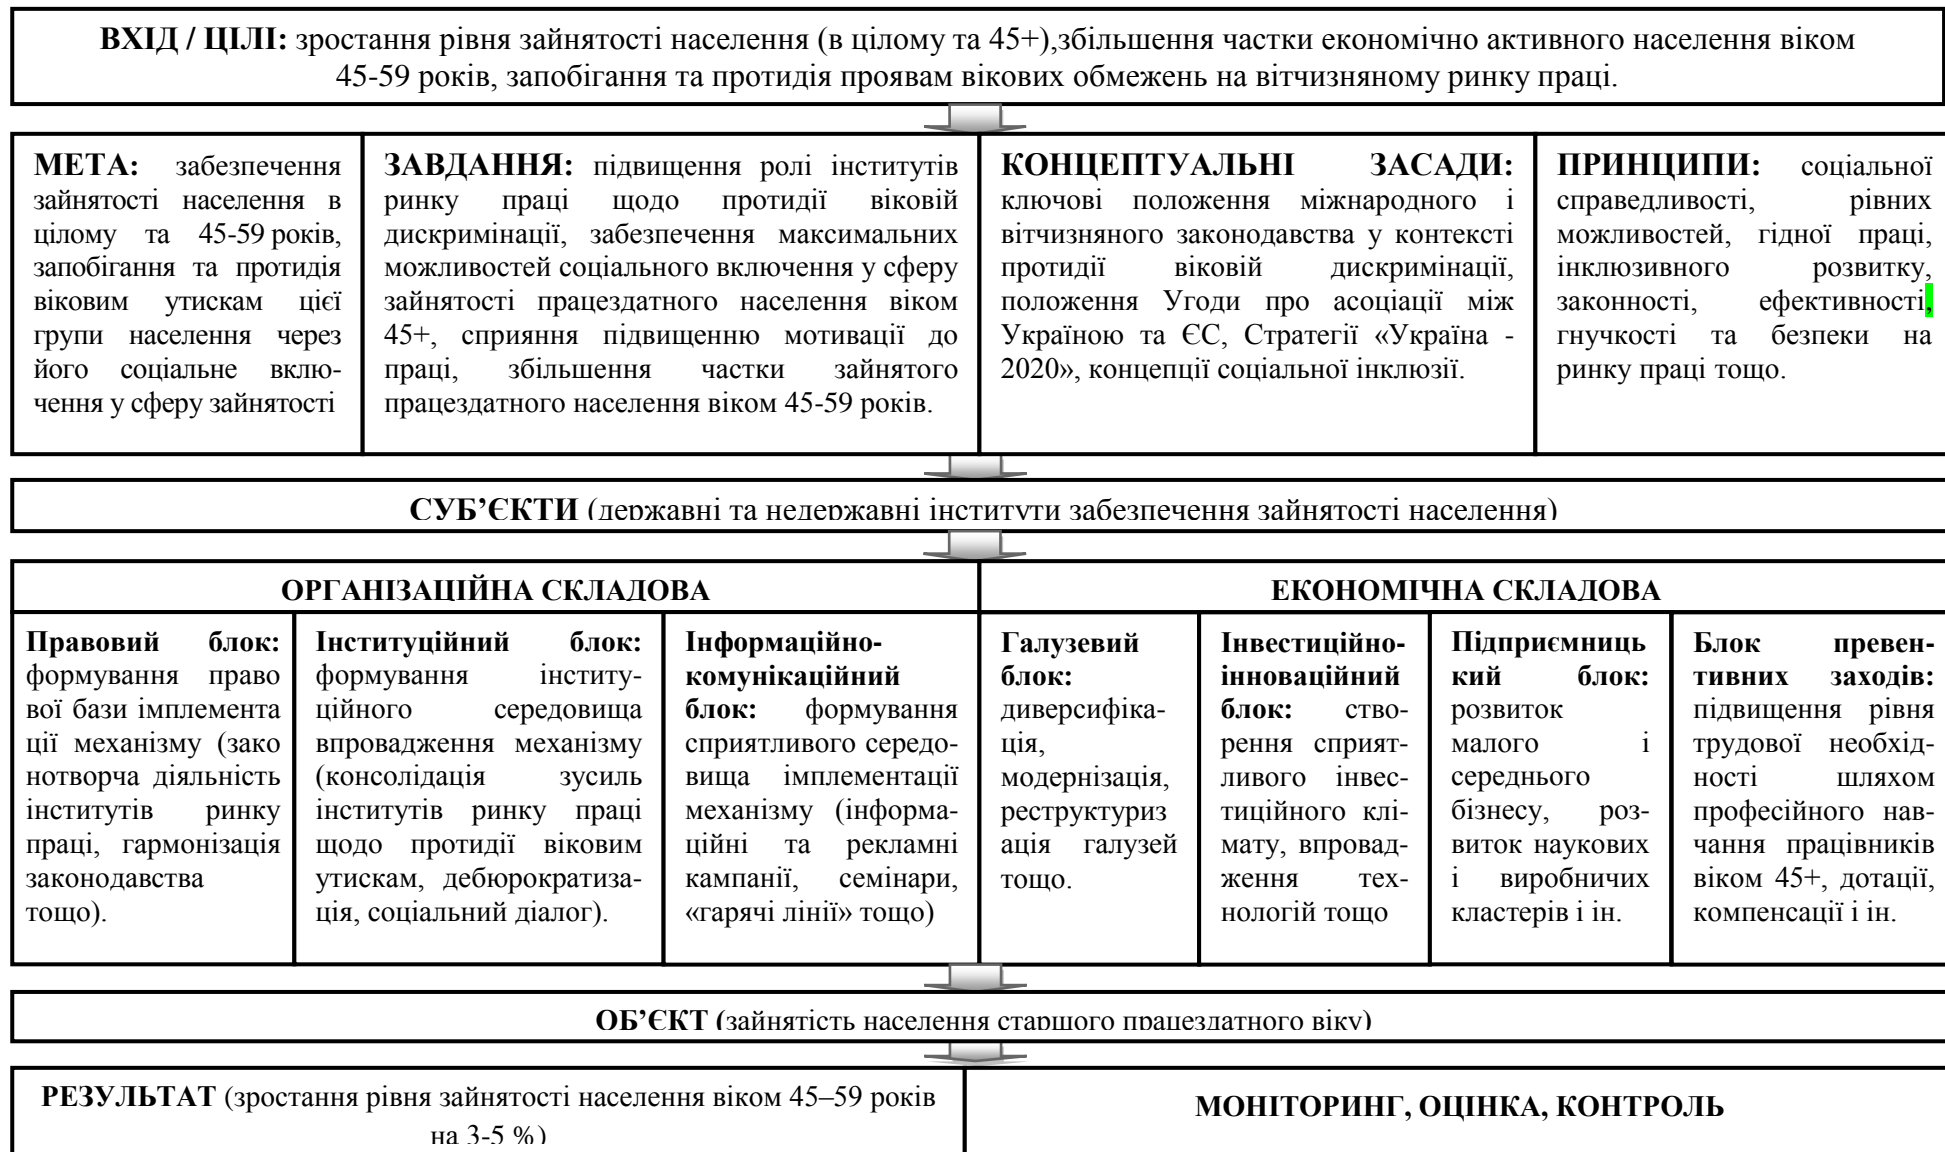 ВХІД / ЦІЛІ: зростання рівня зайнятості населення (в цілому та 45+),збільшення частки економічно активного населення віком
45-59 років, запобігання та протидія проявам вікових обмежень на вітчизняному ринку праці.
МЕТА: забезпечення
зайнятості населення в
цілому та 45-59 років,
запобігання та протидія
віковим утискам цієї
групи населення через
його соціальне вклю-
чення у сферу зайнятості
ЗАВДАННЯ: підвищення ролі інститутів
ринку праці щодо протидії віковій
дискримінації, забезпечення максимальних
можливостей соціального включення у сферу
зайнятості працездатного населення віком
45+, сприяння підвищенню мотивації до
праці, збільшення частки зайнятого
працездатного населення віком 45-59 років.
КОНЦЕПТУАЛЬНІ ЗАСАДИ:
ключові положення міжнародного і
вітчизняного законодавства у контексті
протидії віковій дискримінації,
положення Угоди про асоціації між
Україною та ЄС, Стратегії «Україна -
2020», концепції соціальної інклюзії.
ПРИНЦИПИ: соціальної
справедливості, рівних
можливостей, гідної праці,
інклюзивного розвитку,
законності, ефективності,
гнучкості та безпеки на
ринку праці тощо.
СУБ’ЄКТИ (державні та недержавні інститути забезпечення зайнятості населення)
ОРГАНІЗАЦІЙНА СКЛАДОВА
ЕКОНОМІЧНА СКЛАДОВА
Правовий блок:
формування право
вої бази імплемента
ції механізму (зако
нотворча діяльність
інститутів ринку
праці, гармонізація
законодавства
тощо).
Інституційний блок:
формування інститу-
ційного середовища
впровадження механізму
(консолідація зусиль
інститутів ринку праці
щодо протидії віковим
утискам, дебюрократиза-
ція, соціальний діалог).
Інформаційно-
комунікаційний
блок: формування
сприятливого середо-
вища імплементації
механізму (інформа-
ційні та рекламні
кампанії, семінари,
«гарячі лінії» тощо)
Галузевий
блок:
диверсифіка-
ція,
модернізація,
реструктуриз
ація галузей
тощо.
Інвестиційно-
інноваційний
блок: ство-
рення сприят-
ливого інвес-
тиційного клі-
мату, впровад-
ження тех-
нологій тощо
Підприємниць
кий блок:
розвиток
малого і
середнього
бізнесу, роз-
виток наукових
і виробничих
кластерів і ін.
Блок превен-
тивних заходів:
підвищення рівня
трудової необхід-
ності шляхом
професійного нав-
чання працівників
віком 45+, дотації,
компенсації і ін.
ОБ’ЄКТ (зайнятість населення старшого працездатного віку)
РЕЗУЛЬТАТ (зростання рівня зайнятості населення віком 45–59 років
на 3-5 %)
МОНІТОРИНГ, ОЦІНКА, КОНТРОЛЬ